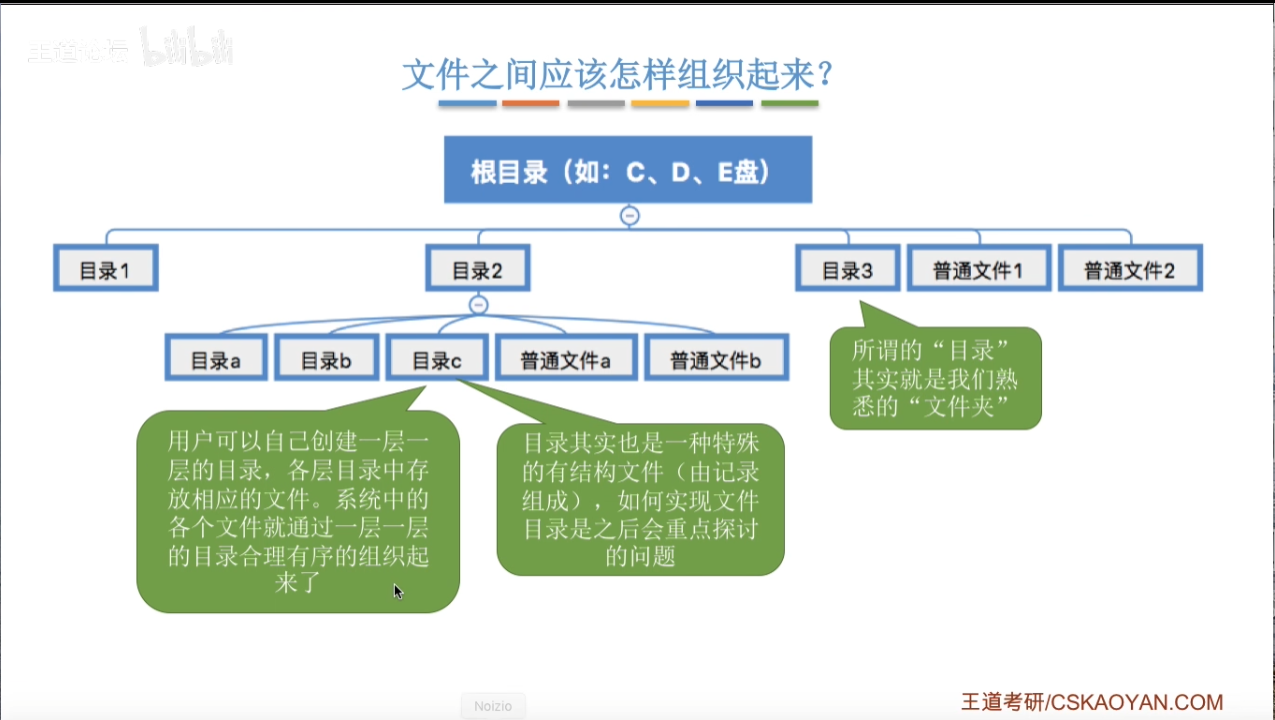 王道论坛 bilibili
文件之间应该怎样组织起来？
根目录（如：C、D、E盘）
目录1
目录2
目录3
普通文件1
普通文件2
目录a
目录b
目录c
普通文件a
普通文件b
所谓的“目录”
其实就是我们熟
悉的“文件夹”
用户可以自己创建一层一
层的目录，各层目录中存
放相应的文件。系统中的
各个文件就通过一层一层
的目录合理有序的组织起
来了
目录其实也是一种特殊
的有结构文件（由记录
组成），如何实现文件
目录是之后会重点探讨
的问题
Noizio
王道考研/CSKAOYAN.COM